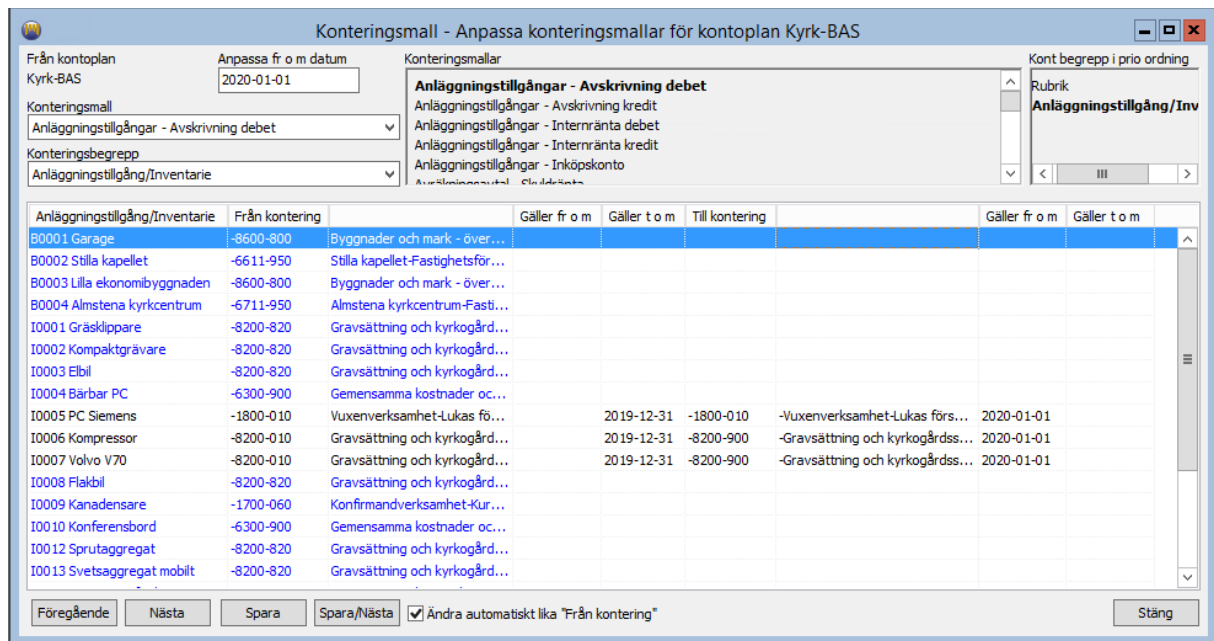 Konteringsmall - Anpassa konteringsmallar för kontoplan Kyrk-BAS
Från kontoplan
Kyrk-BAS
Anpassa fr o m datum
2020-01-01
Konteringsmall
Anläggningstillgångar - Avskrivning debet
Konteringsbegrepp
Anläggningstillgång/Inventarie
Konteringsmallar
Anläggningstillgångar - Avskrivning debet
Anläggningstillgångar - Avskrivning kredit
Anläggningstillgångar - Internränta debet
Anläggningstillgångar - Internränta kredit
Anläggningstillgångar - Inköpskonto
Avräkningsavtal - Skuldränta
Kont begrepp i prio ordning
Rubrik
Anläggningstillgång/Inv
Anläggningstillgång/Inventarie Från kontering Gäller fr o m Gäller t o m Till kontering Gäller fr o m Gäller t o m
B0001 Garage -8600-800 Byggnader och mark - över...
B0002 Stilla kapellet -6611-950 Stilla kapellet-Fastighetsför...
B0003 Lilla ekonomibyggnaden -8600-800 Byggnader och mark - över...
B0004 Almstena kyrkcentrum -6711-950 Almstena kyrkcentrum-Fasti...
I0001 Gräsklippare -8200-820 Gravsättning och kyrkogård...
I0002 Kompaktgrävare -8200-820 Gravsättning och kyrkogård...
I0003 Elbil -8200-820 Gravsättning och kyrkogård...
I0004 Bärbar PC -6300-900 Gemensamma kostnader oc...
I0005 PC Siemens -1800-010 Vuxenverksamhet-Lukas fö... 2019-12-31 -1800-010 -Vuxenverksamhet-Lukas förs... 2020-01-01
I0006 Kompressor -8200-010 Gravsättning och kyrkogård... 2019-12-31 -8200-900 -Gravsättning och kyrkogårdss... 2020-01-01
I0007 Volvo V70 -8200-010 Gravsättning och kyrkogård... 2019-12-31 -8200-900 -Gravsättning och kyrkogårdss... 2020-01-01
I0008 Flakbil -8200-820 Gravsättning och kyrkogård...
I0009 Kanadensare -1700-060 Konfirmandverksamhet-Kur...
I0010 Konferensbord -6300-900 Gemensamma kostnader oc...
I0012 Sprutaggregat -8200-820 Gravsättning och kyrkogård...
I0013 Svetsaggregat mobilt -8200-820 Gravsättning och kyrkogård...
Föregående Nästa Spara Spara/Nästa Ändra automatiskt lika "Från kontering" Stäng